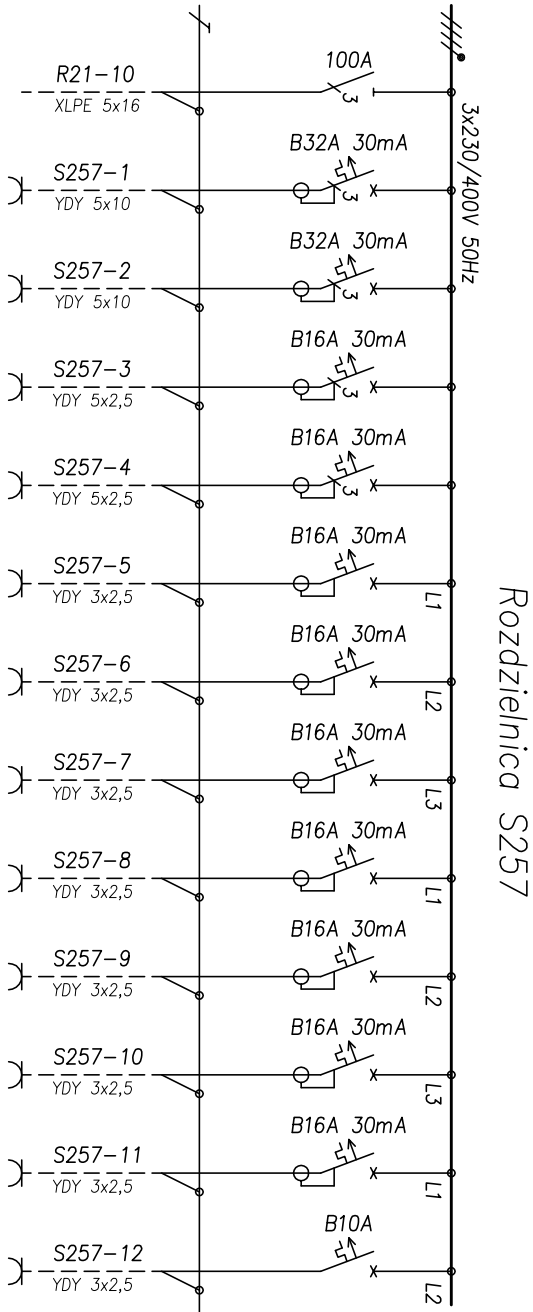 Rozdzielnica S257
3x230/400V 50Hz
100A
R21-10
XLPE 5x16
B32A 30mA
S257-1
YDY 5x10
B32A 30mA
S257-2
YDY 5x10
B16A 30mA
S257-3
YDY 5x2,5
B16A 30mA
S257-4
YDY 5x2,5
B16A 30mA
S257-5
YDY 3x2,5
L1
B16A 30mA
S257-6
YDY 3x2,5
L2
B16A 30mA
S257-7
YDY 3x2,5
L3
B16A 30mA
S257-8
YDY 3x2,5
L1
B16A 30mA
S257-9
YDY 3x2,5
L2
B16A 30mA
S257-10
YDY 3x2,5
L3
B16A 30mA
S257-11
YDY 3x2,5
L1
B10A
S257-12
YDY 3x2,5
L2